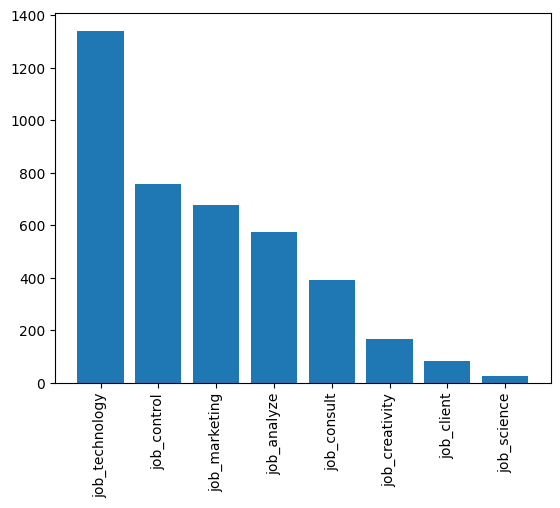 1400
1200
1000
800
600
400
200
0
job_technology
job_control
job_marketing
job_analyze
job_consult
job_creativity
job_client
job_science